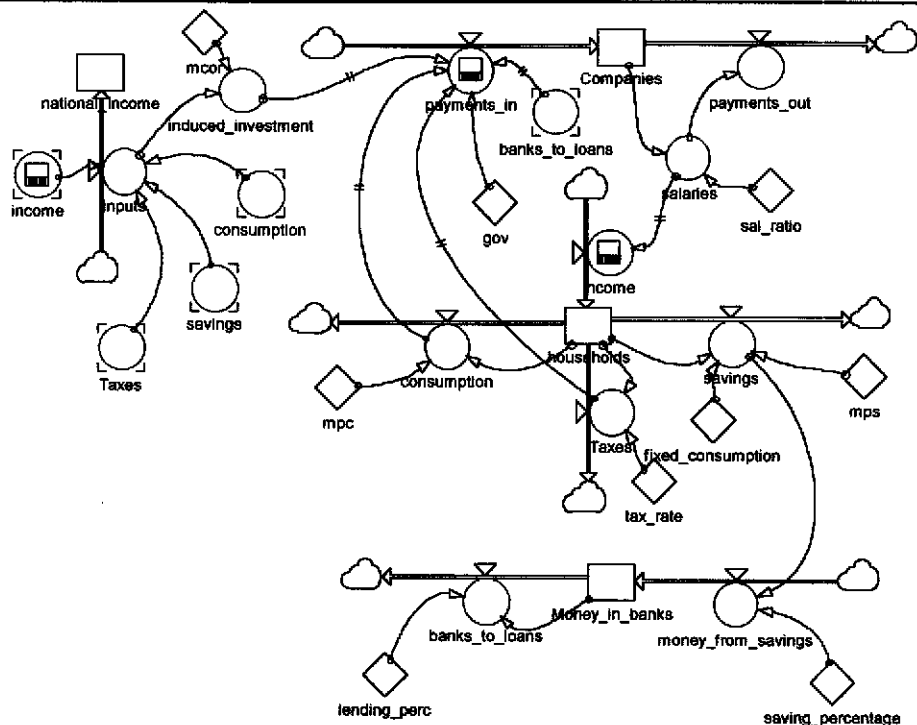 mcor
national_income
induced_investment
payments_in
Companies
payments_out
banks_to_loans
income
inputs
consumption
salaries
sal_ratio
gov
income
savings
Taxes
households
consumption
savings
mpc
mps
Taxes
fixed_consumption
tax_rate
banks_to_loans
Money_in_banks
money_from_savings
lending_perc
saving_percentage